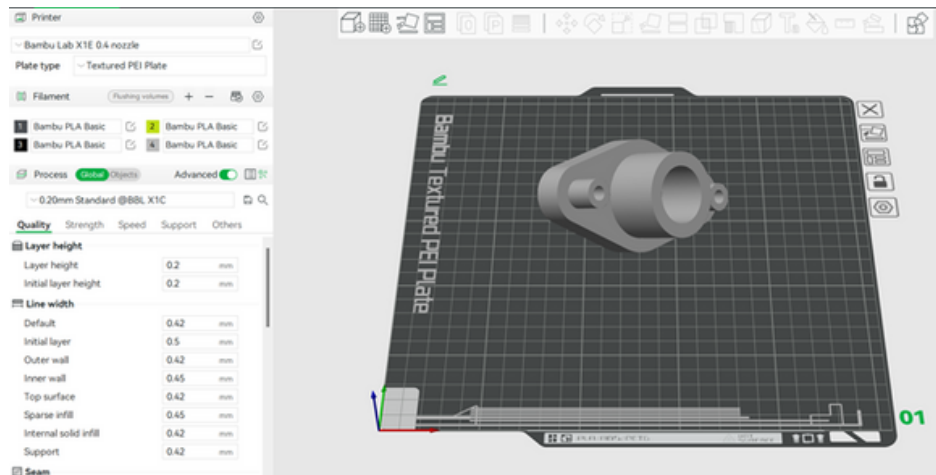 Printer
Bambu Lab X1E 0.4 nozzle
Plate type Textured PEI Plate
Filament Flushing volumes + −
1 Bambu PLA Basic 2 Bambu PLA Basic
3 Bambu PLA Basic 4 Bambu PLA Basic
Process Global Objects Advanced
0.20mm Standard @BBL X1C
Quality Strength Speed Support Others
Layer height
Layer height 0.2 mm
Initial layer height 0.2 mm
Line width
Default 0.42 mm
Initial layer 0.5 mm
Outer wall 0.42 mm
Inner wall 0.45 mm
Top surface 0.42 mm
Sparse infill 0.45 mm
Internal solid infill 0.42 mm
Support 0.42 mm
Seam
Bambu Textured PEI Plate
01